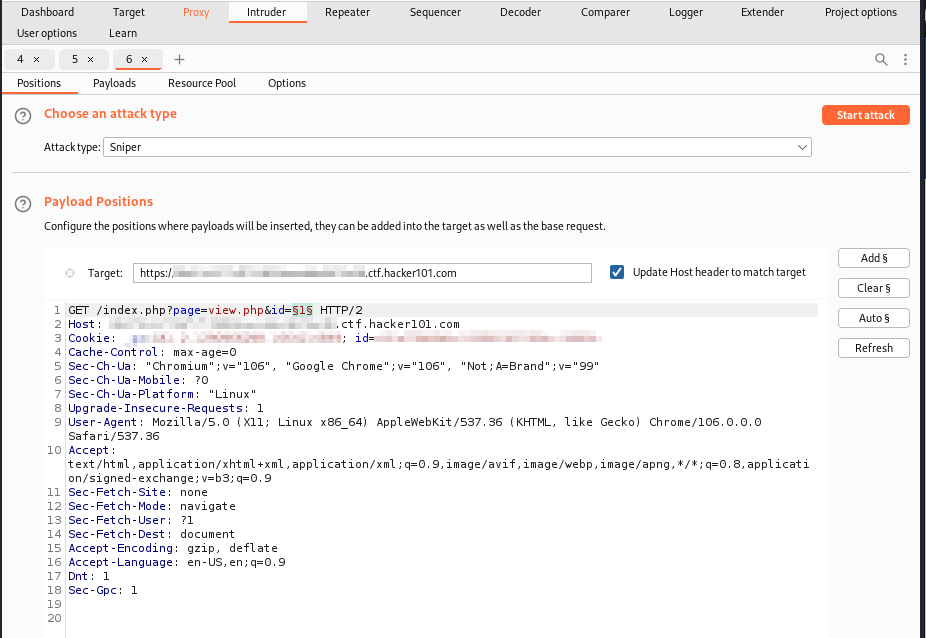 Dashboard Target Proxy Intruder Repeater Sequencer Decoder Comparer Logger Extender Project options
User options Learn
4 × 5 × 6 × +
Positions Payloads Resource Pool Options
? Choose an attack type Start attack
Attack type: Sniper
? Payload Positions
Configure the positions where payloads will be inserted, they can be added into the target as well as the base request.
Add §
Target: https:/ .ctf.hacker101.com Update Host header to match target
Clear §
Auto §
Refresh
1 GET /index.php?page=view.php&id=§1§ HTTP/2
2 Host: .ctf.hacker101.com
3 Cookie: ; id=
4 Cache-Control: max-age=0
5 Sec-Ch-Ua: "Chromium";v="106", "Google Chrome";v="106", "Not;A=Brand";v="99"
6 Sec-Ch-Ua-Mobile: ?0
7 Sec-Ch-Ua-Platform: "Linux"
8 Upgrade-Insecure-Requests: 1
9 User-Agent: Mozilla/5.0 (X11; Linux x86_64) AppleWebKit/537.36 (KHTML, like Gecko) Chrome/106.0.0.0
Safari/537.36
10 Accept:
text/html,application/xhtml+xml,application/xml;q=0.9,image/avif,image/webp,image/apng,*/*;q=0.8,applicati
on/signed-exchange;v=b3;q=0.9
11 Sec-Fetch-Site: none
12 Sec-Fetch-Mode: navigate
13 Sec-Fetch-User: ?1
14 Sec-Fetch-Dest: document
15 Accept-Encoding: gzip, deflate
16 Accept-Language: en-US,en;q=0.9
17 Dnt: 1
18 Sec-Gpc: 1
19
20